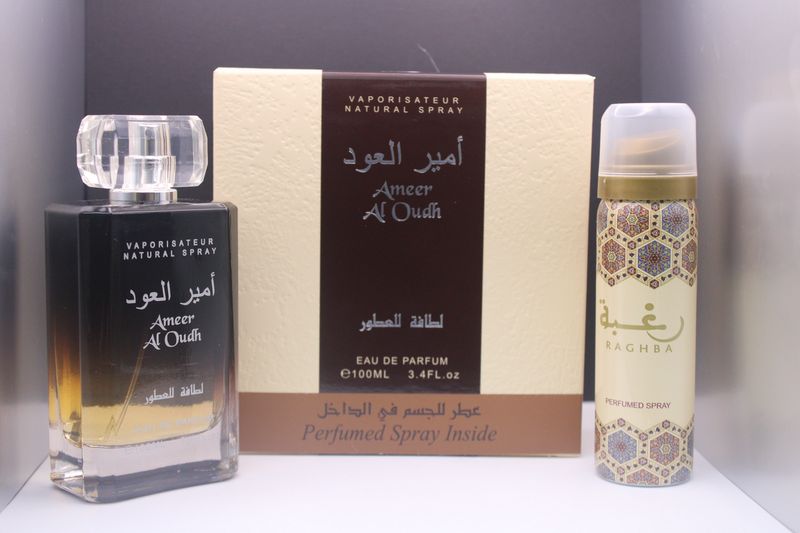 VAPORISATEUR
NATURAL SPRAY
أمير العود
Ameer
Al Oudh
لطافة للعطور
VAPORISATEUR
NATURAL SPRAY
أمير العود
Ameer
Al Oudh
لطافة للعطور
EAU DE PARFUM
℮100ML 3.4FL.oz
عطر للجسم في الداخل
Perfumed Spray Inside
رغبة
RAGHBA
PERFUMED SPRAY